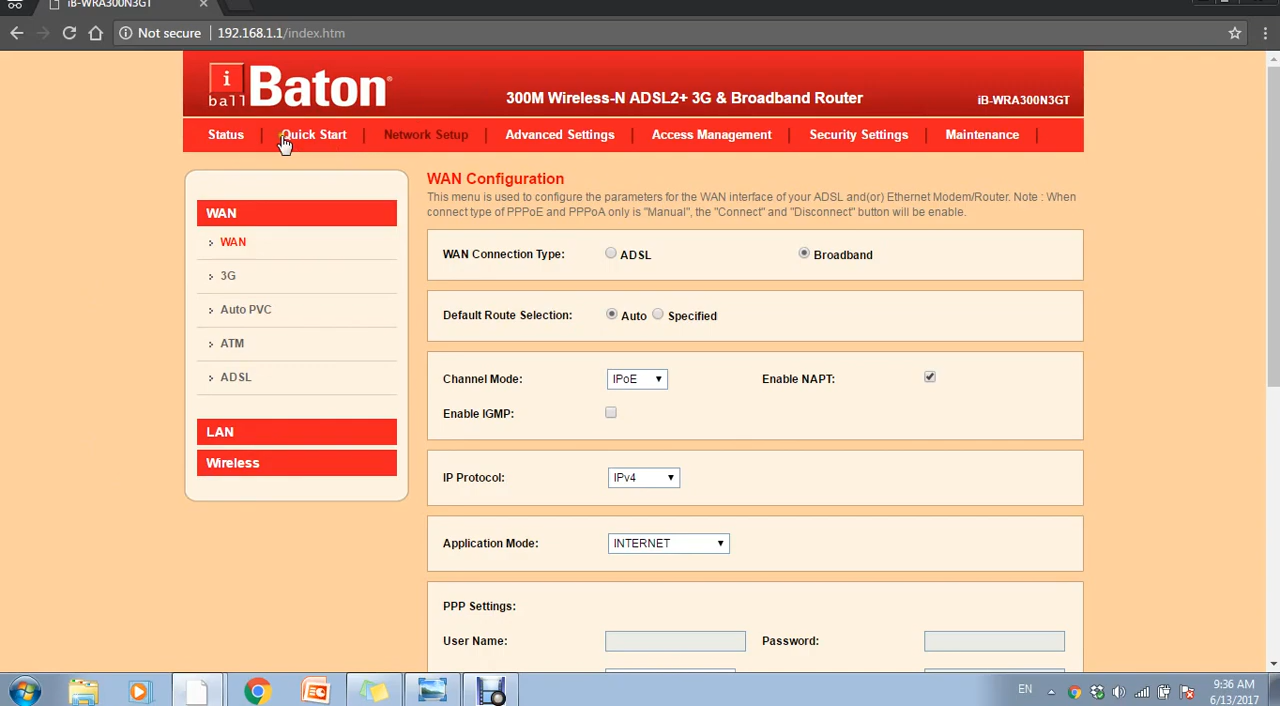 iB-WRA300N3GT
Not secure 192.168.1.1/index.htm
i ball Baton®
300M Wireless-N ADSL2+ 3G & Broadband Router
iB-WRA300N3GT
Status | Quick Start | Network Setup | Advanced Settings | Access Management | Security Settings | Maintenance |
WAN
WAN
3G
Auto PVC
ATM
ADSL
LAN
Wireless
WAN Configuration
This menu is used to configure the parameters for the WAN interface of your ADSL and(or) Ethernet Modem/Router. Note : When
connect type of PPPoE and PPPoA only is "Manual", the "Connect" and "Disconnect" button will be enable.
WAN Connection Type: ADSL Broadband
Default Route Selection: Auto Specified
Channel Mode: IPoE Enable NAPT:
Enable IGMP:
IP Protocol: IPv4
Application Mode: INTERNET
PPP Settings:
User Name: Password:
EN 9:36 AM
6/13/2017